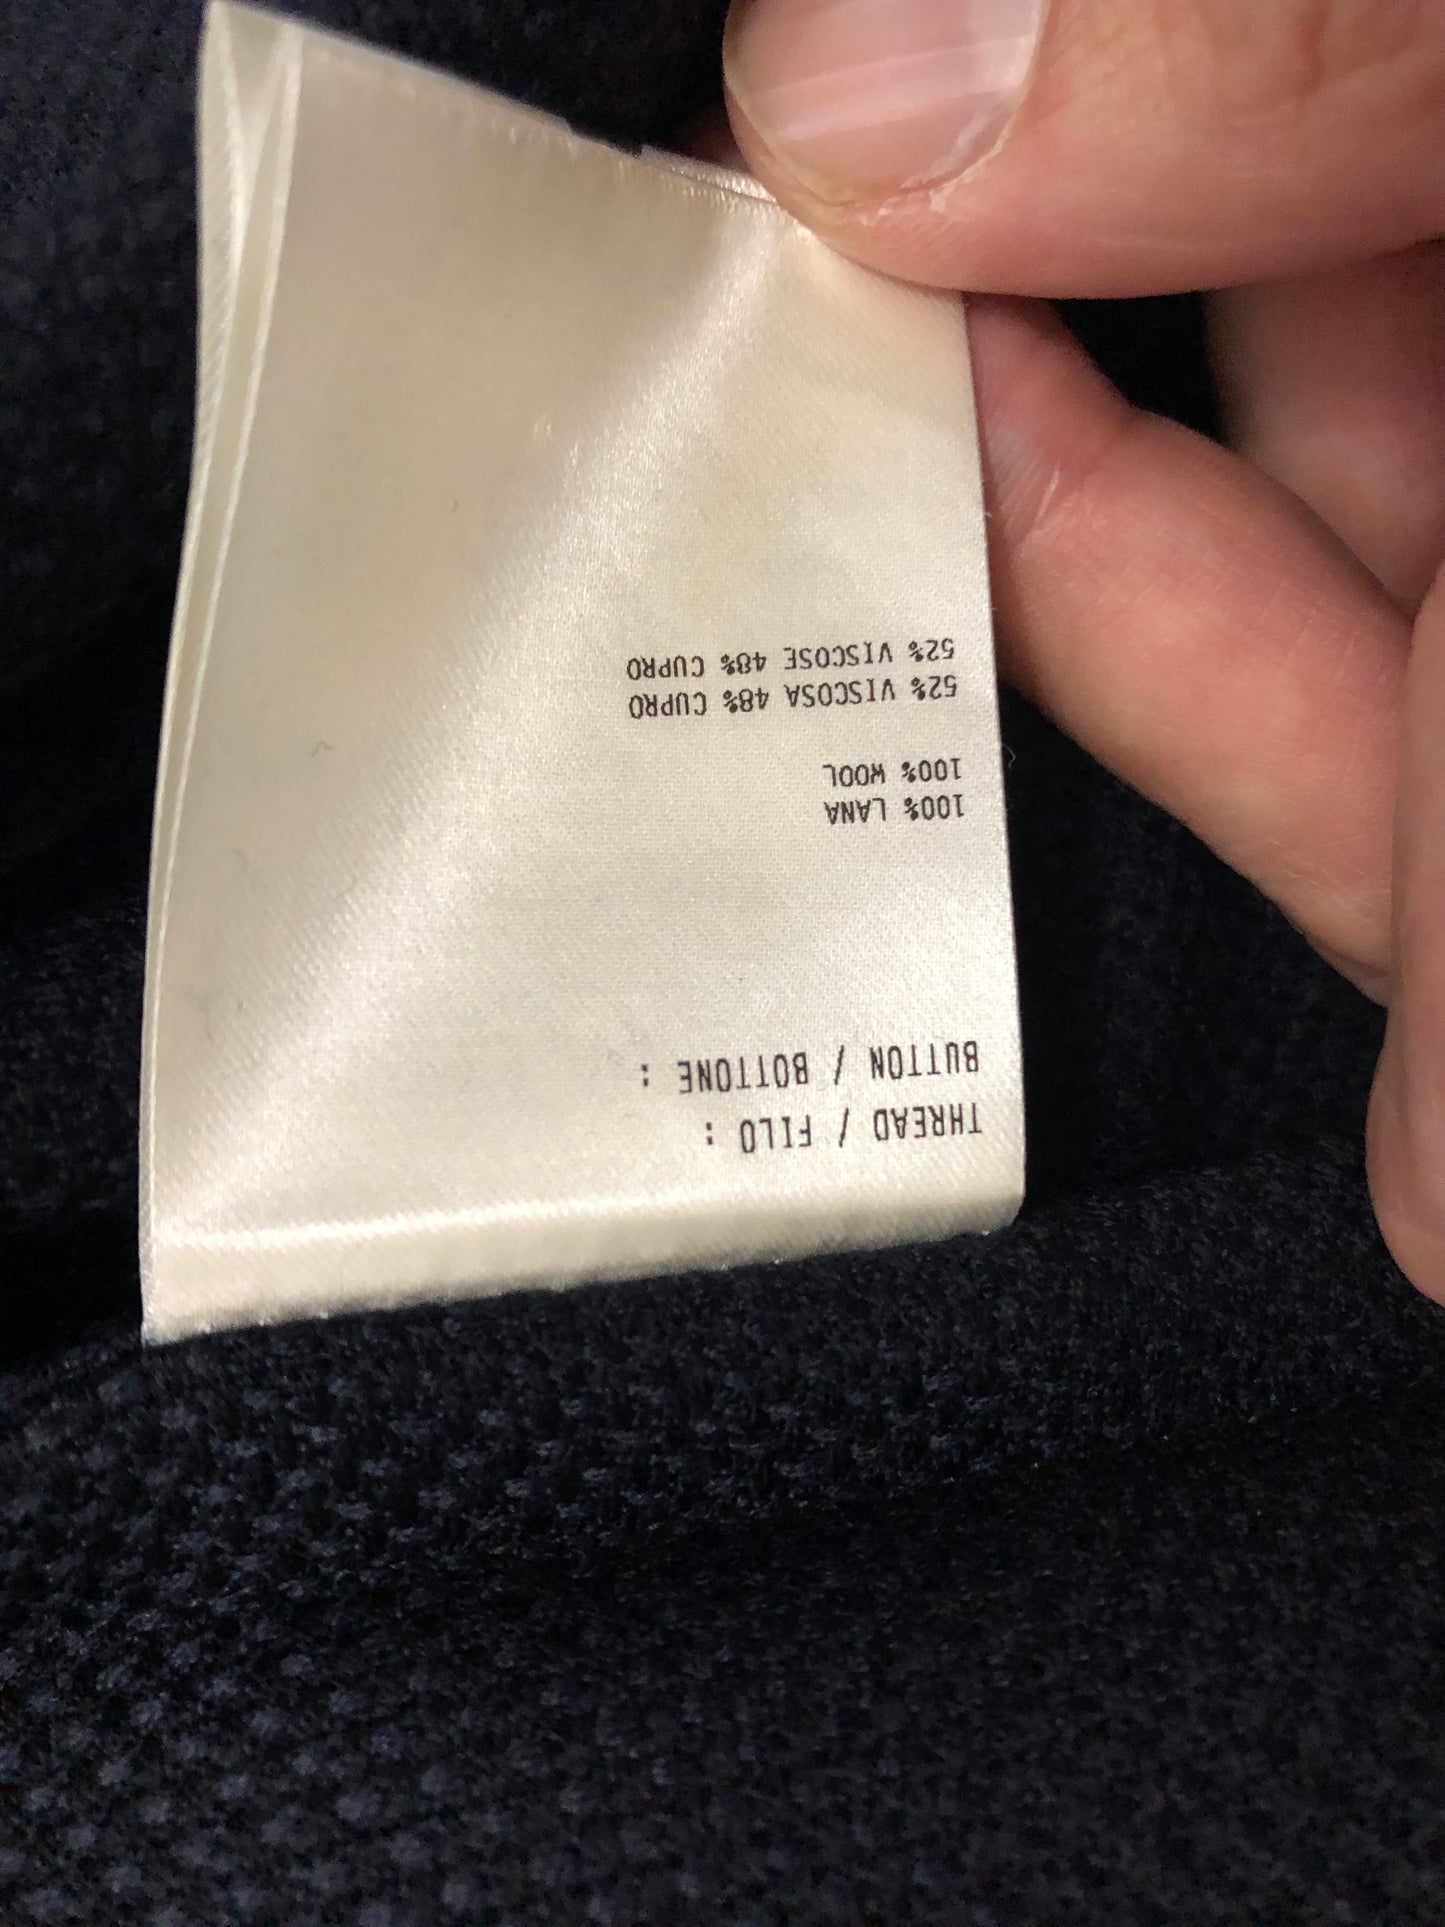 THREAD / FILO :
BUTTON / BOTTONE :
100% LANA
100% WOOL
52% VISCOSA 48% CUPRO
52% VISCOSE 48% CUPRO